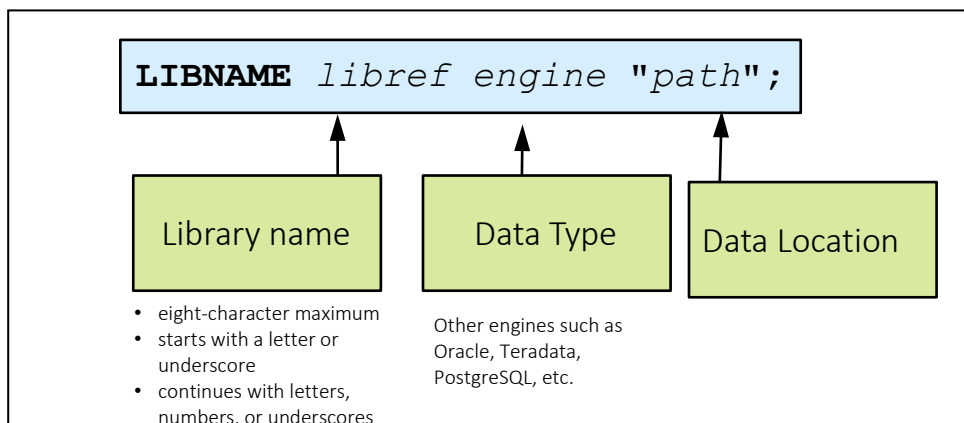 LIBNAME libref engine "path";
Library name
Data Type
Data Location
• eight-character maximum
• starts with a letter or
underscore
• continues with letters,
numbers, or underscores
Other engines such as
Oracle, Teradata,
PostgreSQL, etc.